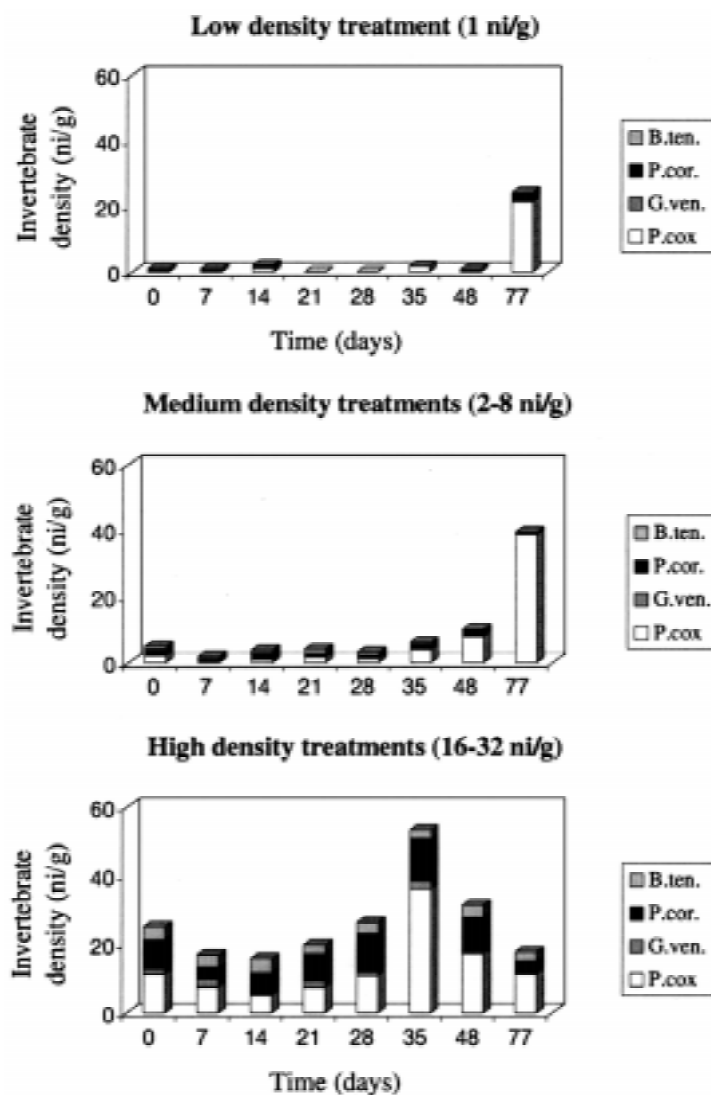 Low density treatment (1 ni/g)
Invertebrate
density (ni/g)
60
40
20
0
0 7 14 21 28 35 48 77
Time (days)
B.ten.
P.cor.
G.ven.
P.cox
Medium density treatments (2-8 ni/g)
Invertebrate
density (ni/g)
60
40
20
0
0 7 14 21 28 35 48 77
B.ten.
P.cor.
G.ven.
P.cox
High density treatments (16-32 ni/g)
Invertebrate
density (ni/g)
60
40
20
0
0 7 14 21 28 35 48 77
Time (days)
B.ten.
P.cor.
G.ven.
P.cox